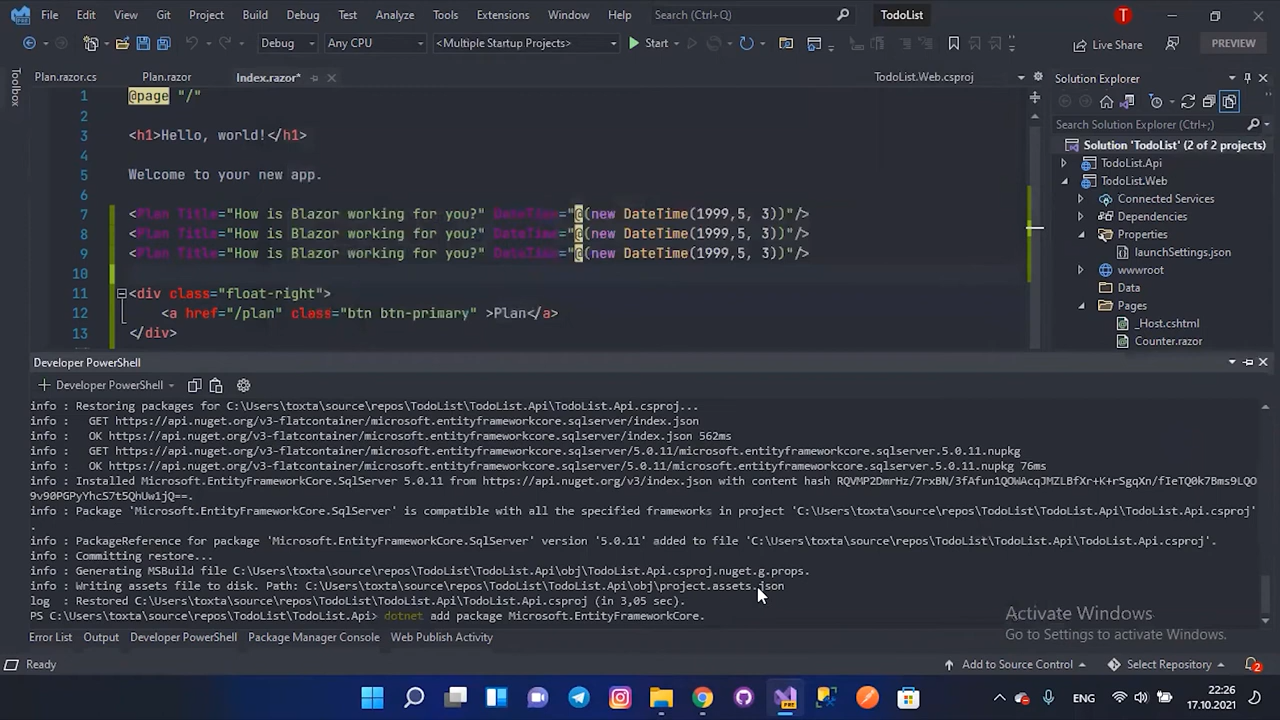 File Edit View Git Project Build Debug Test Analyze Tools Extensions Window Help Search (Ctrl+Q) TodoList T
Debug Any CPU <Multiple Startup Projects> Start Live Share PREVIEW
Toolbox
Plan.razor.cs Plan.razor Index.razor* TodoList.Web.csproj
1 @page "/"
2
3 <h1>Hello, world!</h1>
4
5 Welcome to your new app.
6
7 <Plan Title="How is Blazor working for you?" DateTime="@(new DateTime(1999,5, 3))"/>
8 <Plan Title="How is Blazor working for you?" DateTime="@(new DateTime(1999,5, 3))"/>
9 <Plan Title="How is Blazor working for you?" DateTime="@(new DateTime(1999,5, 3))"/>
10
11 <div class="float-right">
12 <a href="/plan" class="btn btn-primary" >Plan</a>
13 </div>
Solution Explorer
Search Solution Explorer (Ctrl+;)
Solution 'TodoList' (2 of 2 projects)
TodoList.Api
TodoList.Web
Connected Services
Dependencies
Properties
launchSettings.json
wwwroot
Data
Pages
_Host.cshtml
Counter.razor
Developer PowerShell
Developer PowerShell
info : Restoring packages for C:\Users\toxta\source\repos\TodoList\TodoList.Api\TodoList.Api.csproj...
info : GET https://api.nuget.org/v3-flatcontainer/microsoft.entityframeworkcore.sqlserver/index.json
info : OK https://api.nuget.org/v3-flatcontainer/microsoft.entityframeworkcore.sqlserver/index.json 562ms
info : GET https://api.nuget.org/v3-flatcontainer/microsoft.entityframeworkcore.sqlserver/5.0.11/microsoft.entityframeworkcore.sqlserver.5.0.11.nupkg
info : OK https://api.nuget.org/v3-flatcontainer/microsoft.entityframeworkcore.sqlserver/5.0.11/microsoft.entityframeworkcore.sqlserver.5.0.11.nupkg 76ms
info : Installed Microsoft.EntityFrameworkCore.SqlServer 5.0.11 from https://api.nuget.org/v3/index.json with content hash RQVMP2DmrHz/7rxBN/3fAfun1QOWAcqJMZLBfXr+K+rSgqXn/fIeTQ0k7Bms9LQO
9v90PGPyYhcS7t5QhUw1jQ==.
info : Package 'Microsoft.EntityFrameworkCore.SqlServer' is compatible with all the specified frameworks in project 'C:\Users\toxta\source\repos\TodoList\TodoList.Api\TodoList.Api.csproj'
.
info : PackageReference for package 'Microsoft.EntityFrameworkCore.SqlServer' version '5.0.11' added to file 'C:\Users\toxta\source\repos\TodoList\TodoList.Api\TodoList.Api.csproj'.
info : Committing restore...
info : Generating MSBuild file C:\Users\toxta\source\repos\TodoList\TodoList.Api\obj\TodoList.Api.csproj.nuget.g.props.
info : Writing assets file to disk. Path: C:\Users\toxta\source\repos\TodoList\TodoList.Api\obj\project.assets.json
log : Restored C:\Users\toxta\source\repos\TodoList\TodoList.Api\TodoList.Api.csproj (in 3,05 sec).
PS C:\Users\toxta\source\repos\TodoList\TodoList.Api> dotnet add package Microsoft.EntityFrameworkCore.
Activate Windows
Go to Settings to activate Windows.
Error List Output Developer PowerShell Package Manager Console Web Publish Activity
Ready Add to Source Control Select Repository 2
PRE ENG 22:26
17.10.2021